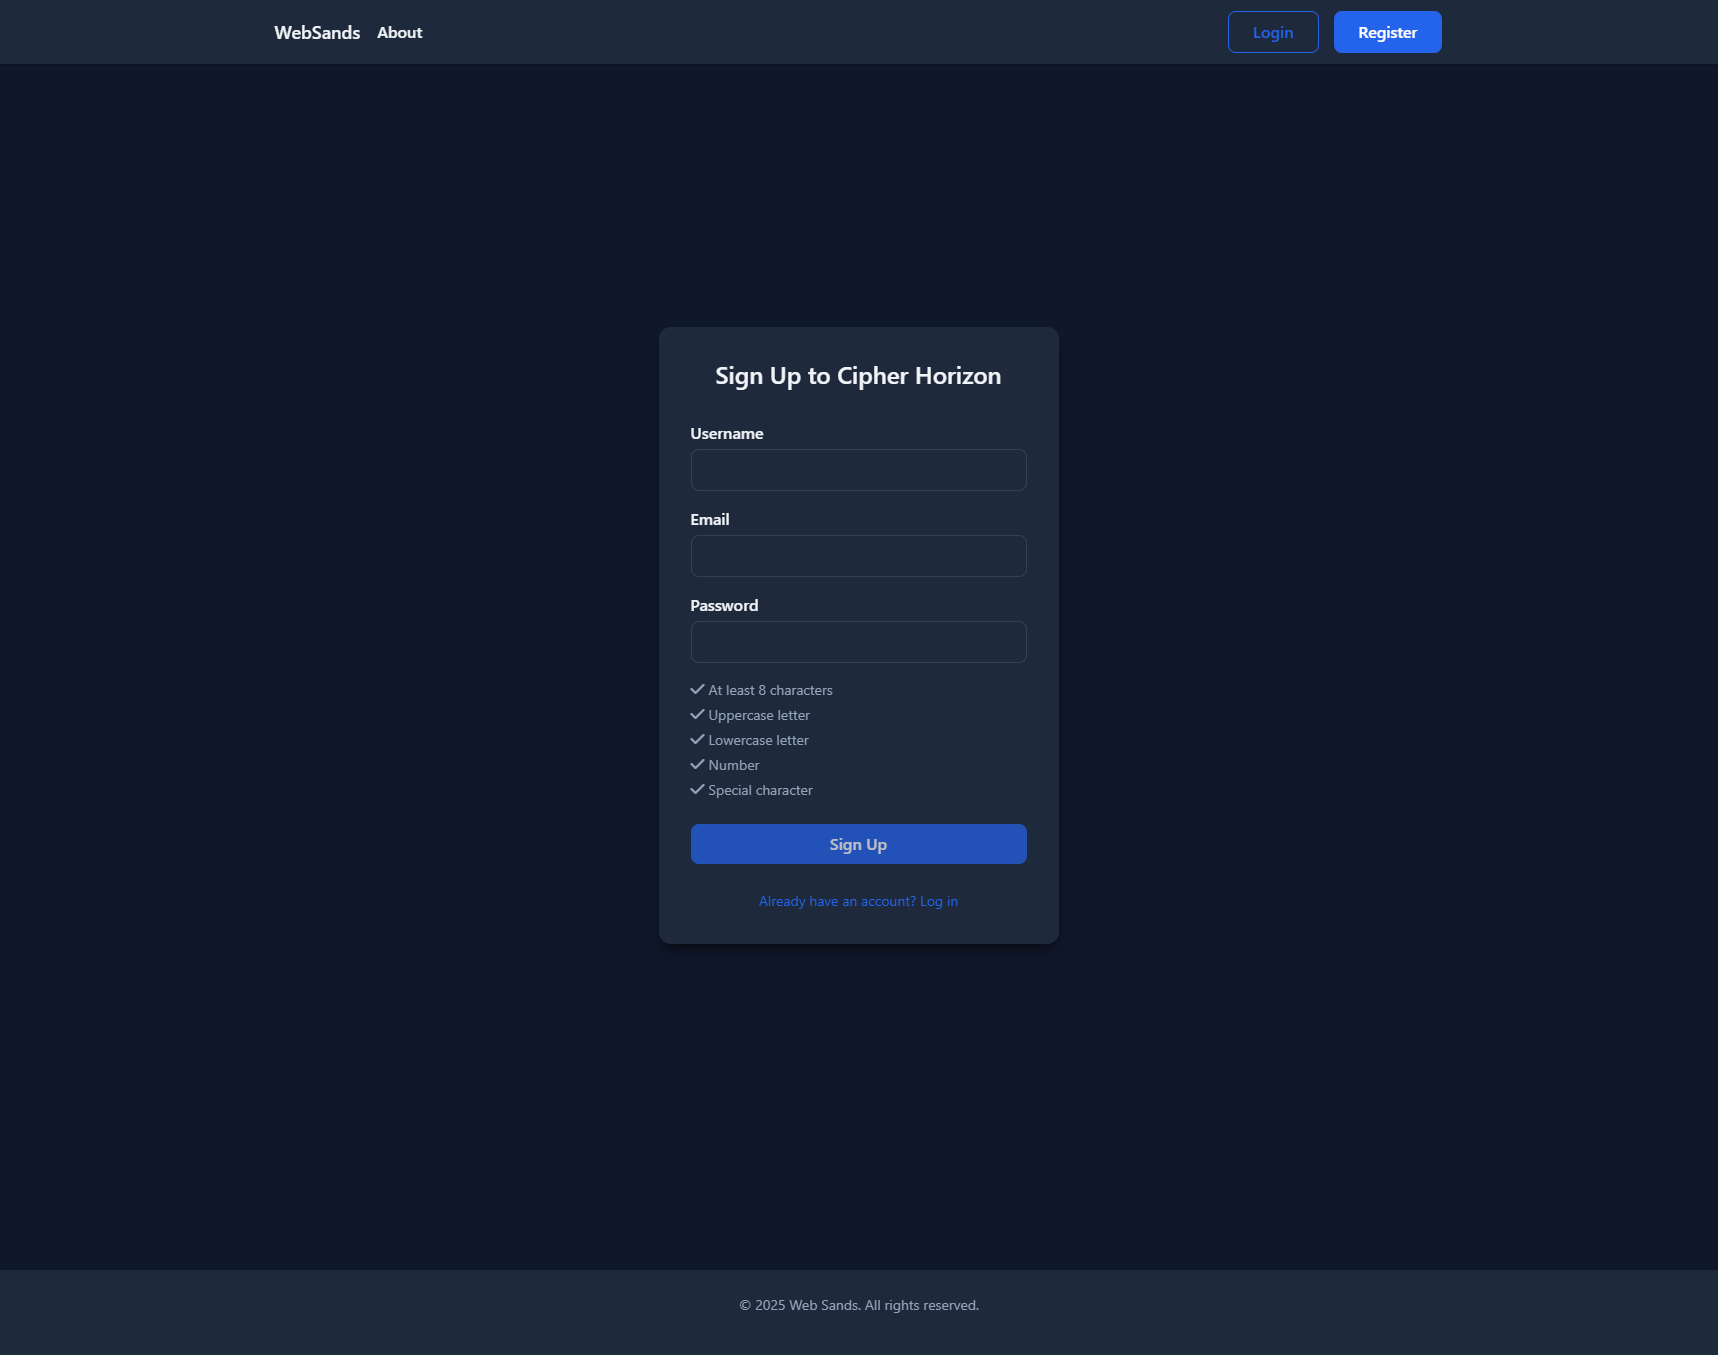 WebSands About Login Register
Sign Up to Cipher Horizon
Username
Email
Password
At least 8 characters
Uppercase letter
Lowercase letter
Number
Special character
Sign Up
Already have an account? Log in
© 2025 Web Sands. All rights reserved.